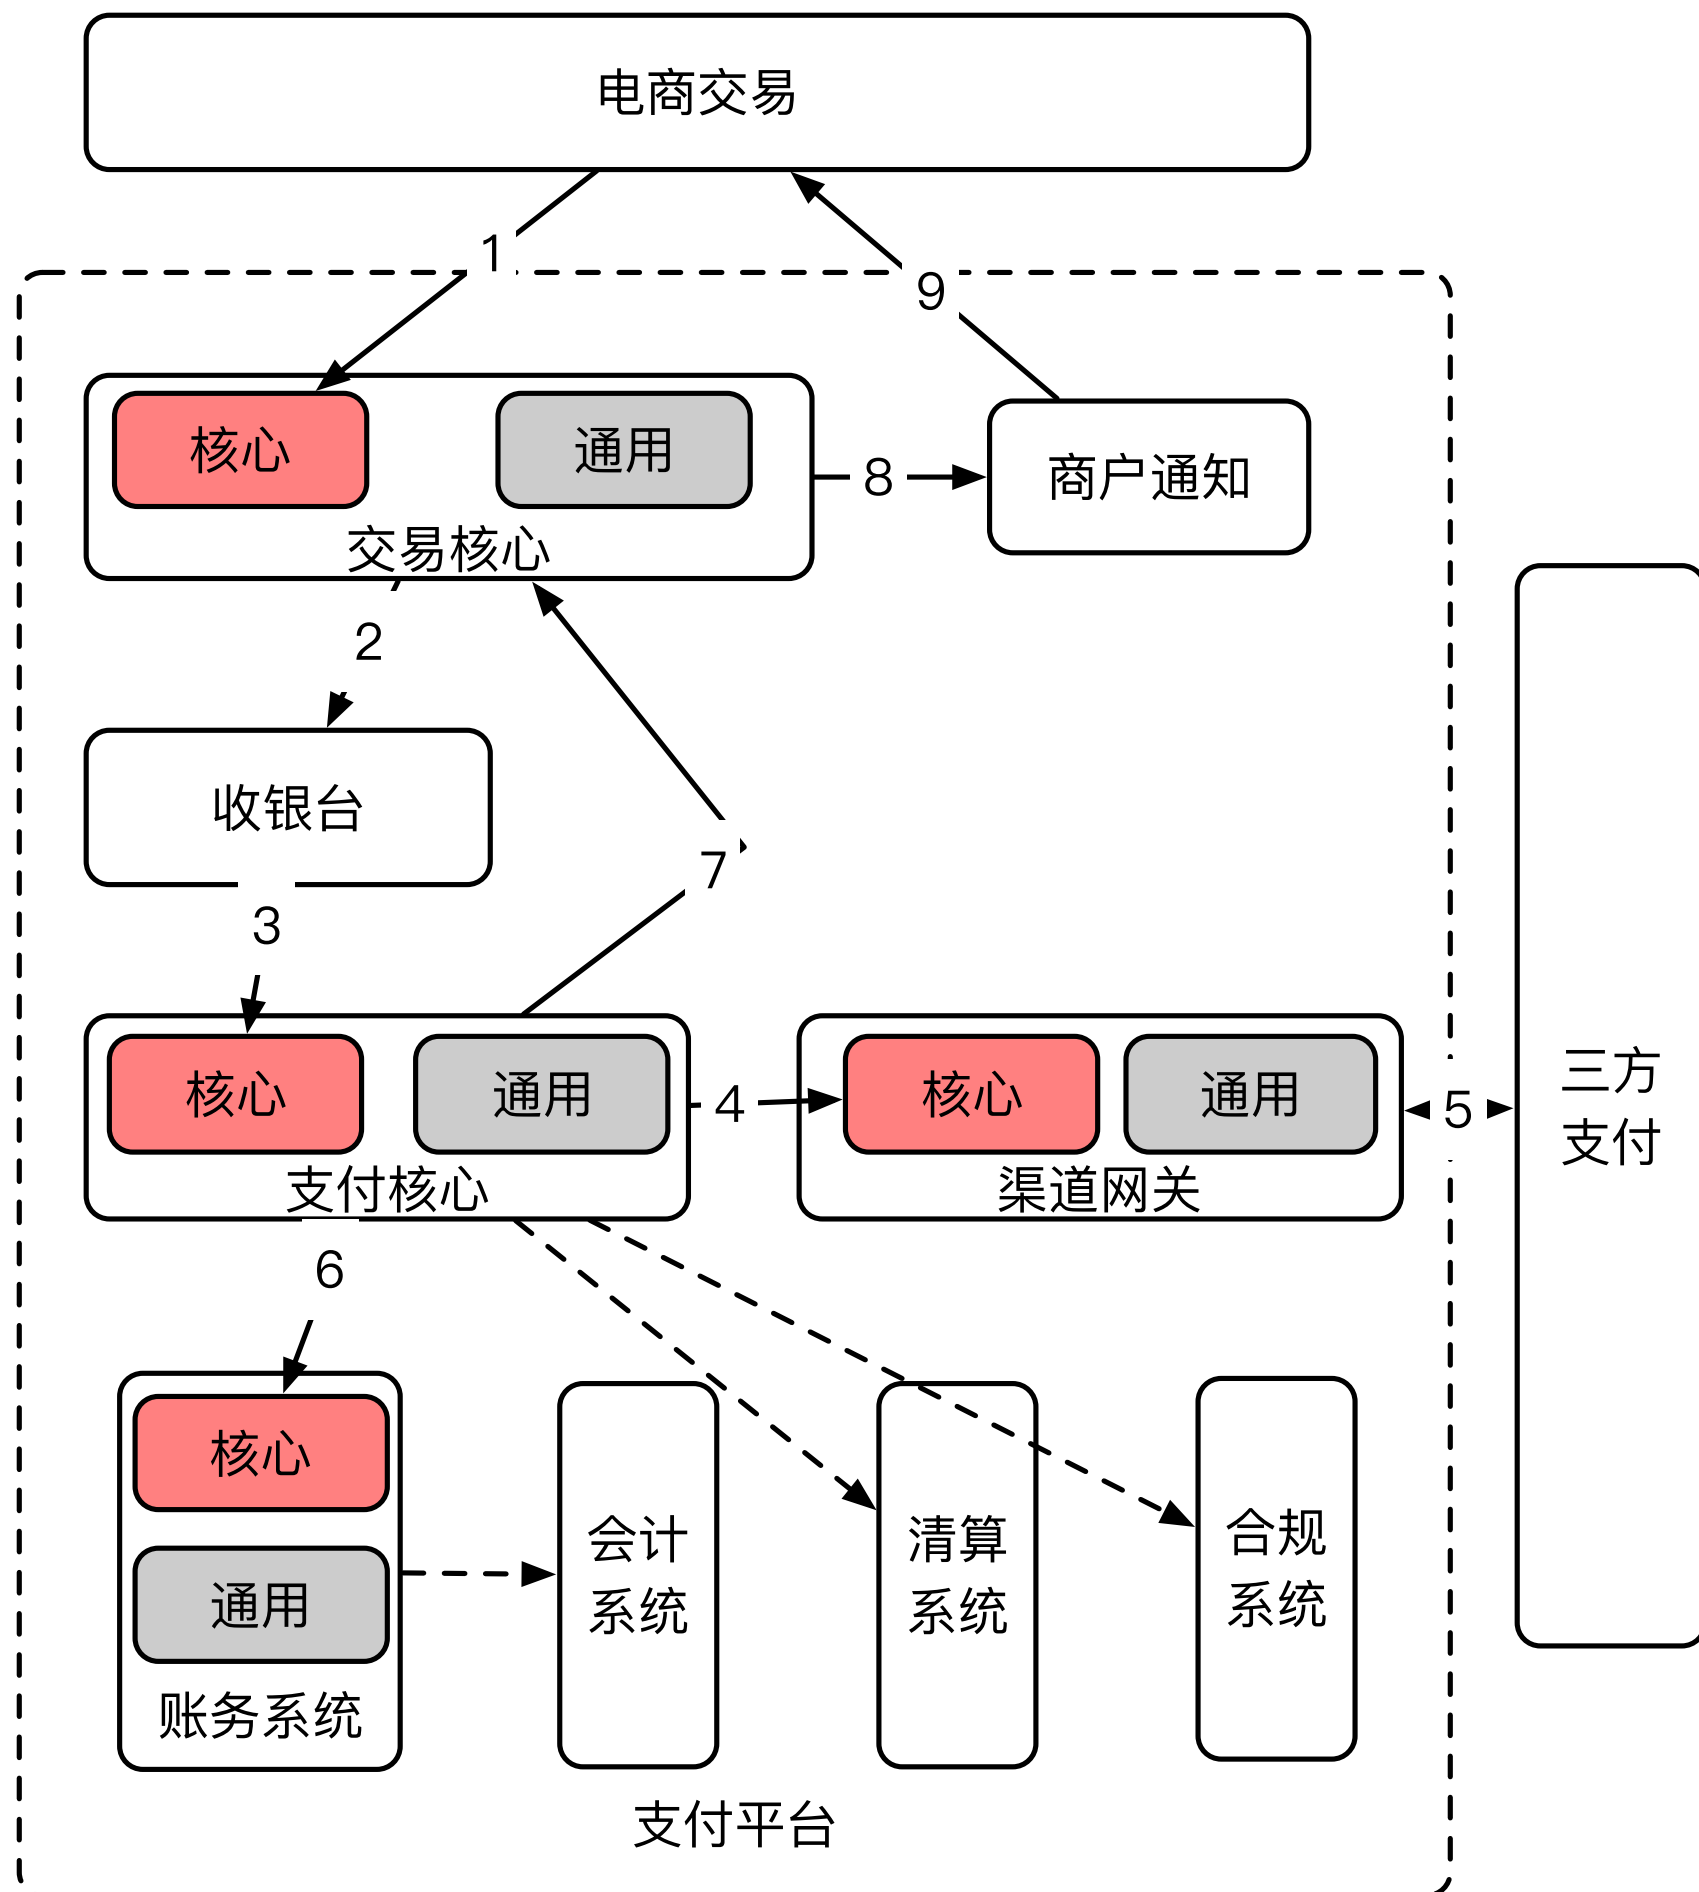 电商交易
1
9
核心
通用
交易核心
8
商户通知
2
收银台
7
3
核心
通用
支付核心
4
核心
通用
渠道网关
5
三方
支付
6
核心
通用
账务系统
会计
系统
清算
系统
合规
系统
支付平台